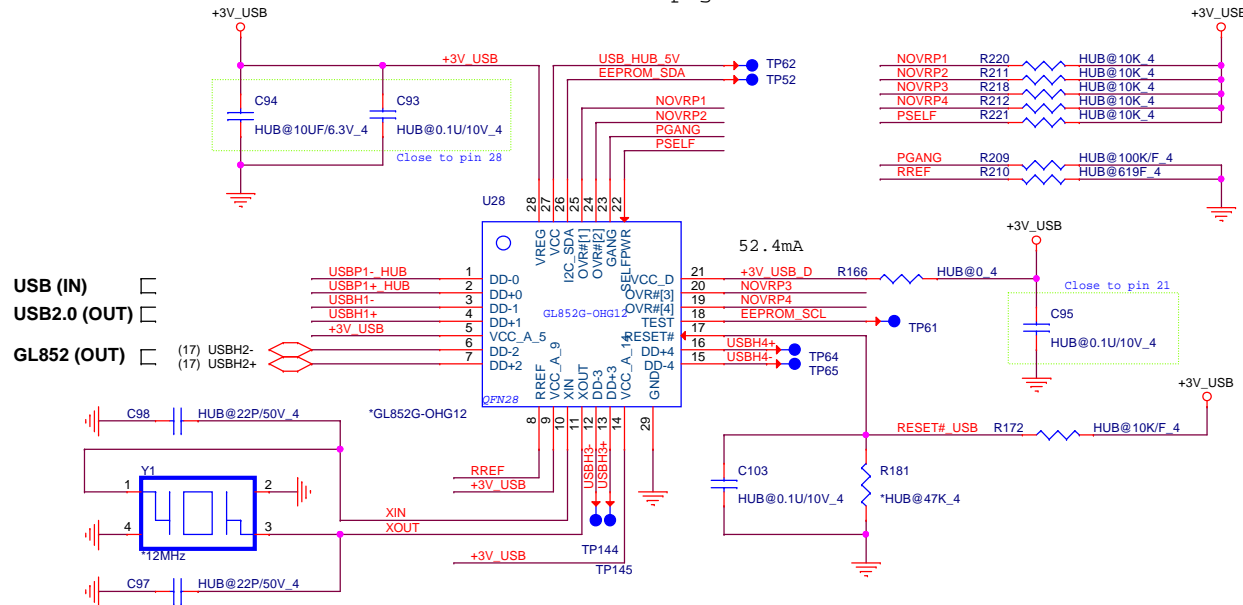 +3V_USB
+3V_USB
+3V_USB
USB_HUB_5V
TP62
EEPROM_SDA
TP52
C94
HUB@10UF/6.3V_4
C93
HUB@0.1U/10V_4
Close to pin 28
NOVRP1
NOVRP2
PGANG
PSELF
NOVRP1 R220 HUB@10K_4
NOVRP2 R211 HUB@10K_4
NOVRP3 R218 HUB@10K_4
NOVRP4 R212 HUB@10K_4
PSELF R221 HUB@10K_4
PGANG R209 HUB@100K/F_4
RREF R210 HUB@619F_4
U28
28 27 26 25 24 23 22
VREG
VCC
I2C_SDA
OVR#[1]
OVR#[2]
GANG
SELFPWR
52.4mA
+3V_USB
USB (IN)
USB2.0 (OUT)
GL852 (OUT)
USBP1-_HUB 1 DD-0
USBP1+_HUB 2 DD+0
USBH1- 3 DD-1
USBH1+ 4 DD+1
+3V_USB 5 VCC_A_5
(17) USBH2- 6 DD-2
(17) USBH2+ 7 DD+2
GL852G-OHG12
VCC_D 21 +3V_USB_D R166 HUB@0_4
OVR#[3] 20 NOVRP3
OVR#[4] 19 NOVRP4
TEST 18 EEPROM_SCL TP61
RESET# 17
DD+4 16 USBH4+ TP64
DD-4 15 USBH4- TP65
Close to pin 21
C95
HUB@0.1U/10V_4
RREF
VCC_A_9
XIN
XOUT
DD-3
DD+3
VCC_A_14
GND
QFN28
*GL852G-OHG12
8 9 10 11 12 13 14 29
USBH3-
USBH3+
C98 HUB@22P/50V_4
Y1
1
2
4
3
*12MHz
C97 HUB@22P/50V_4
RREF
+3V_USB
XIN
XOUT
TP144
TP145
+3V_USB
+3V_USB
RESET#_USB R172 HUB@10K/F_4
C103
HUB@0.1U/10V_4
R181
*HUB@47K_4